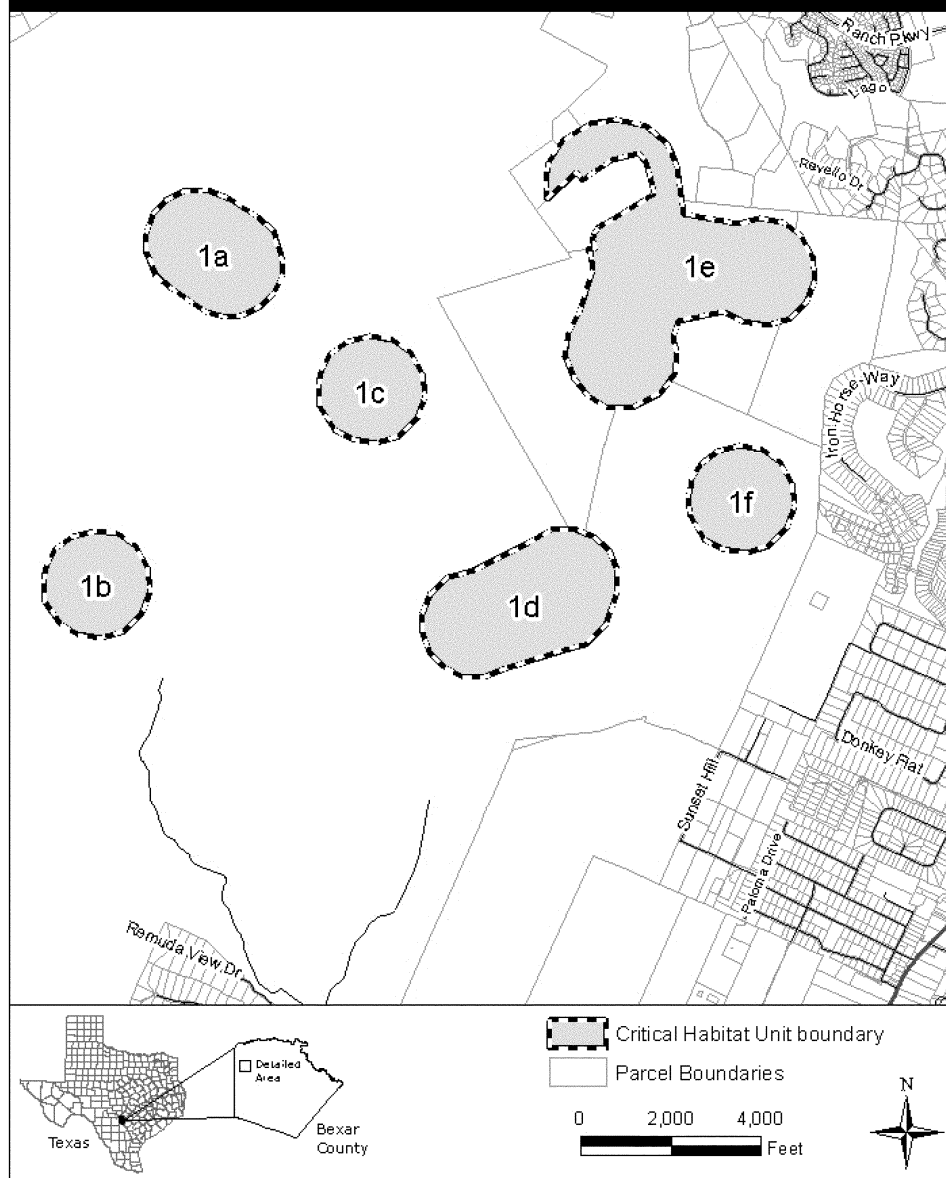 Ranch Pkwy
Lago
Revello Dr
1a
1e
1c
Iron Horse Way
1f
1b
1d
Donkey Flat
Sunset Hill
Paloma Drive
Remuda View Dr
Critical Habitat Unit boundary
Detailed
Area
Parcel Boundaries
N
0 2,000 4,000
Feet
Texas
Bexar
County